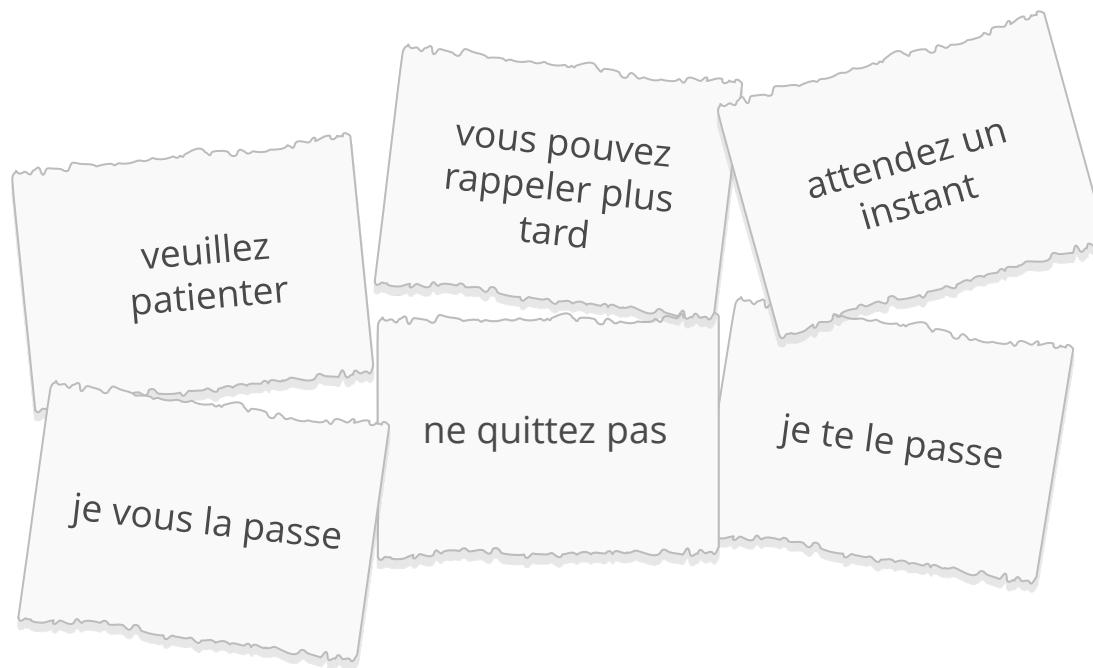 veuillez
patienter
vous pouvez
rappeler plus
tard
attendez un
instant
je vous la passe
ne quittez pas
je te le passe